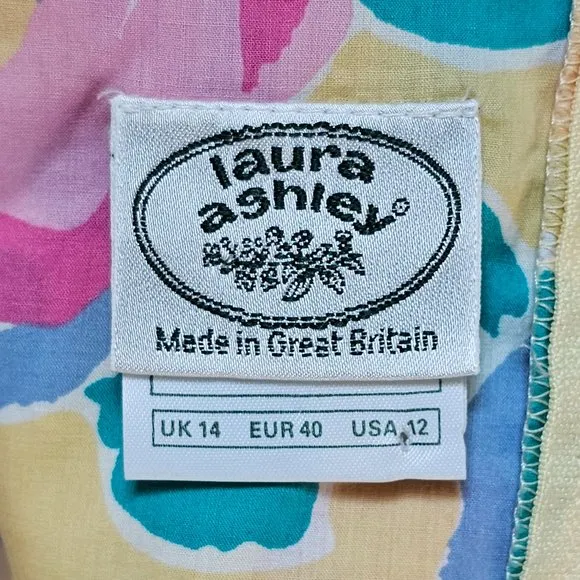 laura
ashley®
Made in Great Britain
UK 14 EUR 40 USA 12